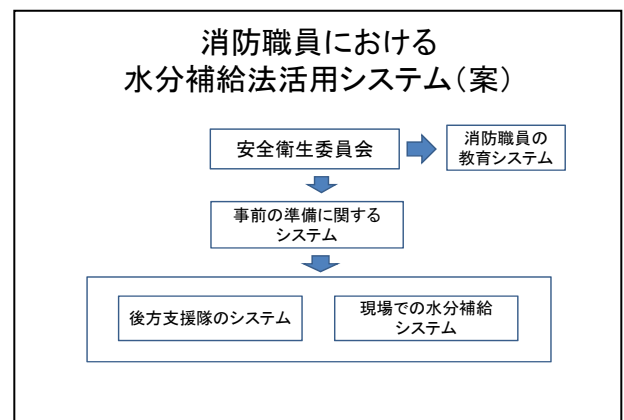 消防職員における
水分補給法活用システム（案）
安全衛生委員会
消防職員の
教育システム
事前の準備に関する
システム
後方支援隊のシステム
現場での水分補給
システム